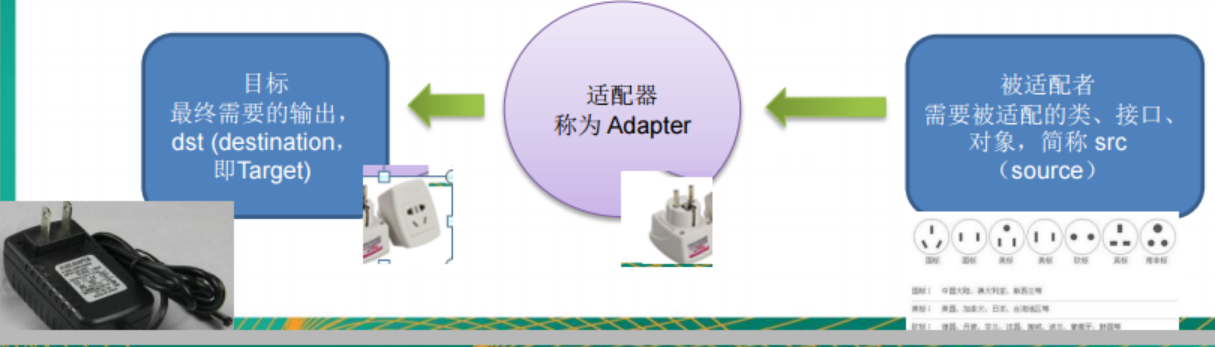 目标
最终需要的输出，
dst (destination，
即Target)
适配器
称为 Adapter
被适配者
需要被适配的类、接口、
对象，简称 src
（source）
国标 国标 美标 美标 欧标 英标 南非标
国标： 中国大陆、澳大利亚、新西兰等
美标： 美国、加拿大、日本、台湾地区等